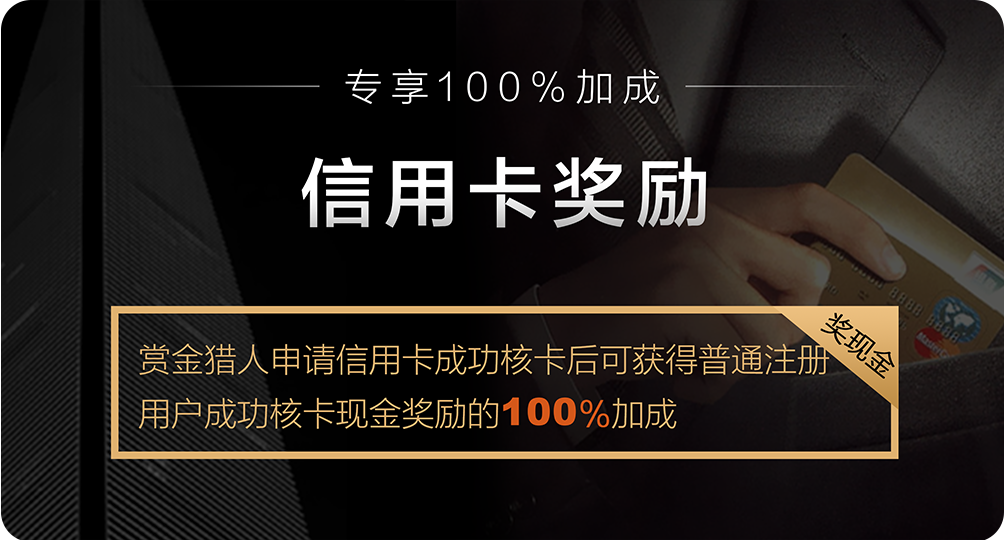 专享100%加成
信用卡奖励
奖现金
赏金猎人申请信用卡成功核卡后可获得普通注册
用户成功核卡现金奖励的100%加成